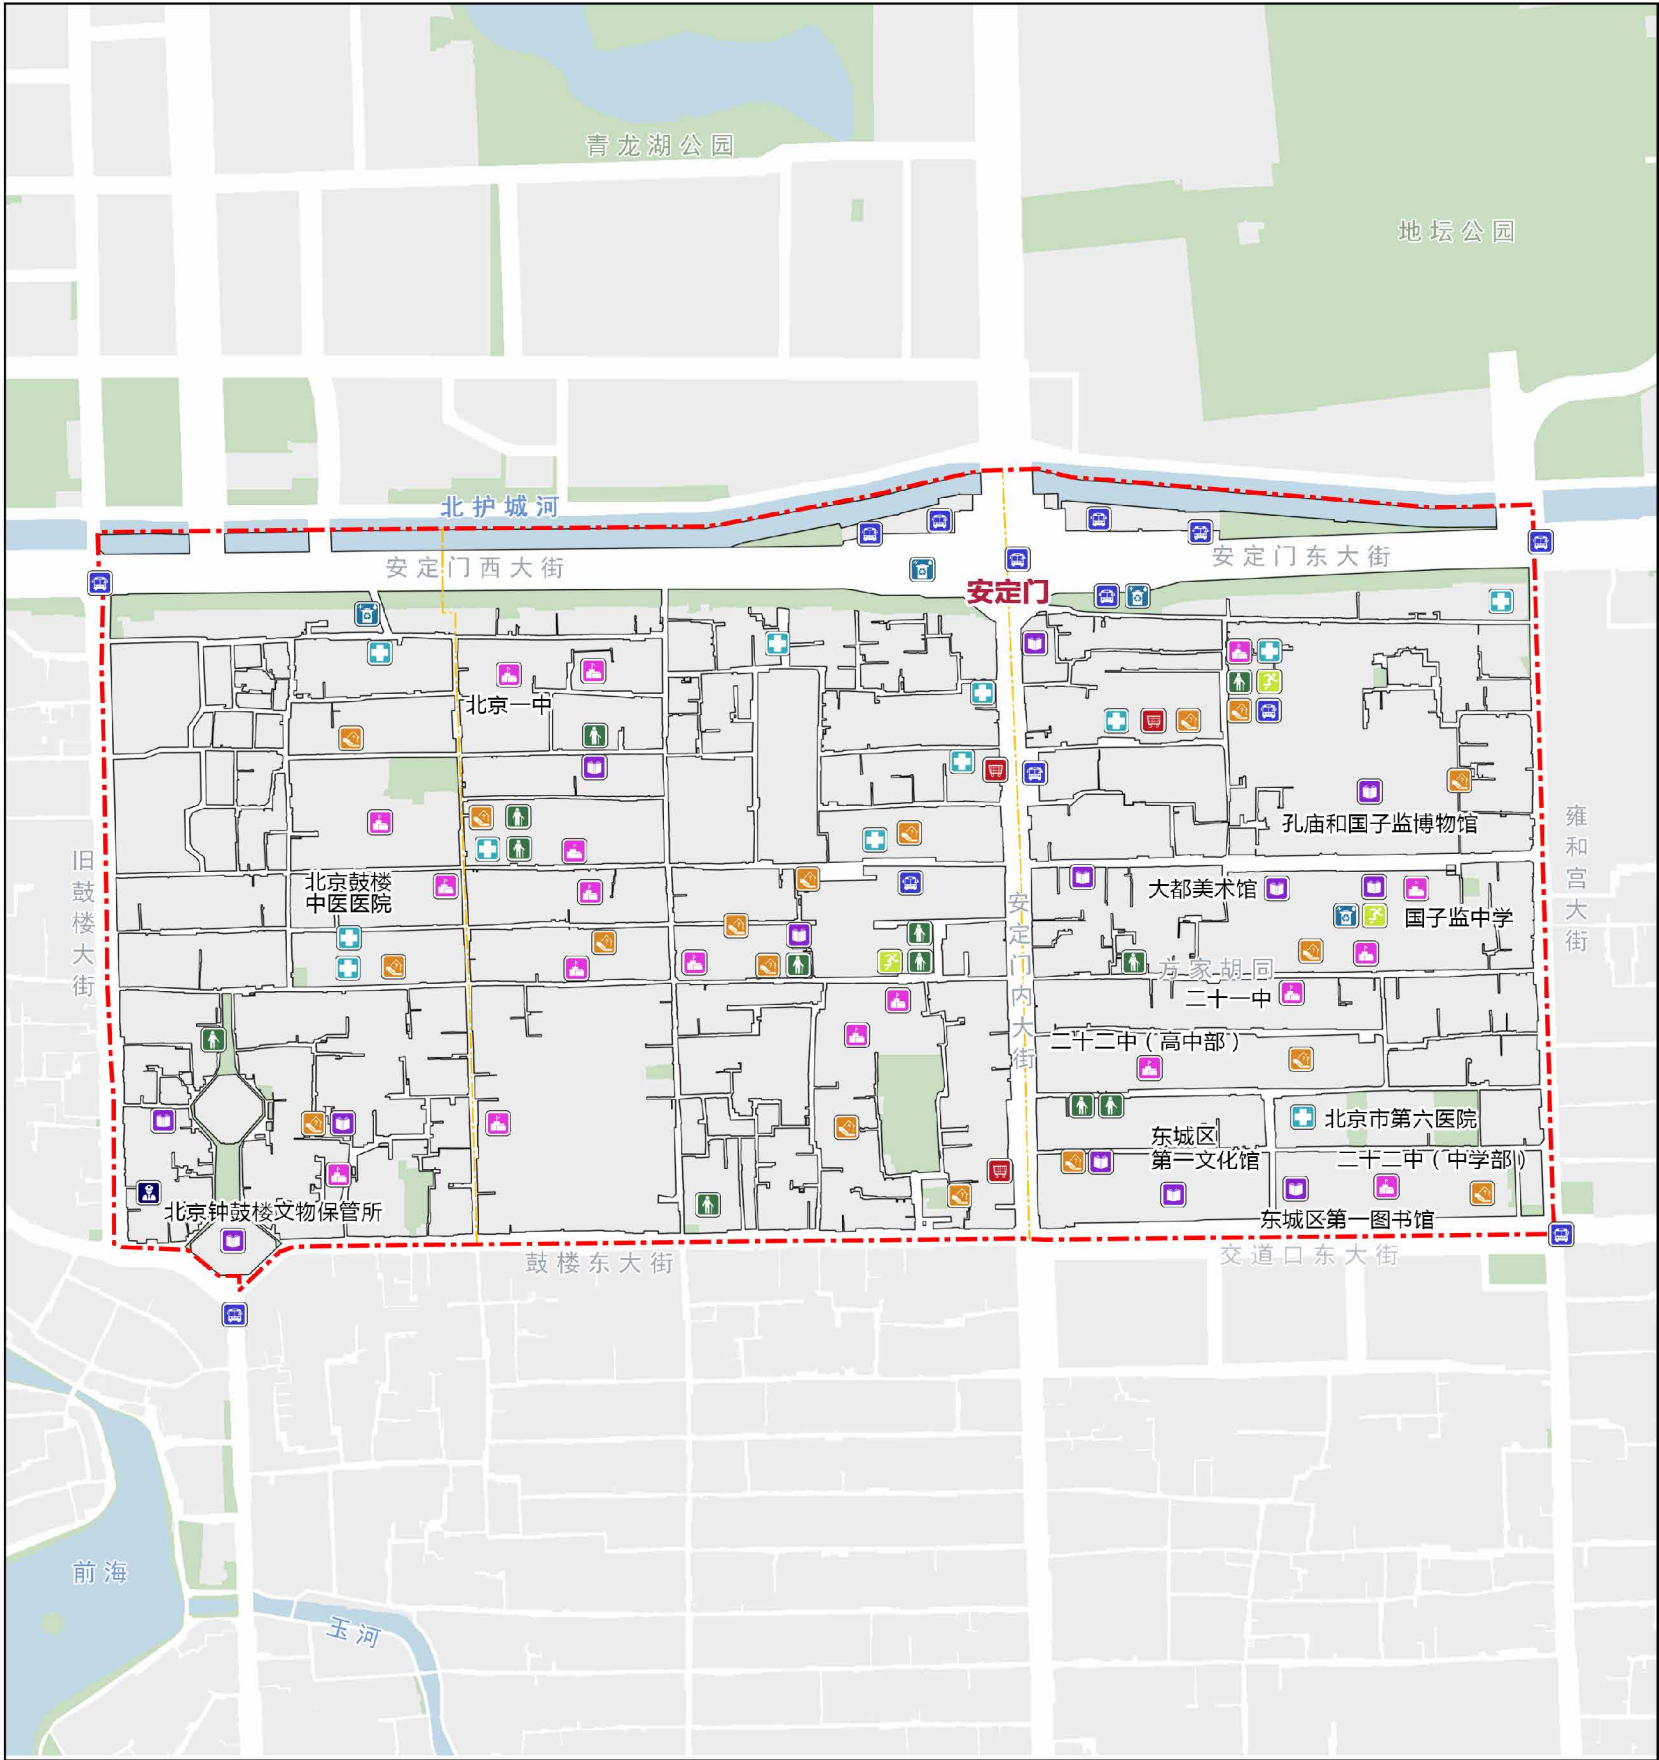 青龙湖公园
地坛公园
北护城河
安定门西大街
安定门东大街
安定门
北京一中
孔庙和国子监博物馆
雍和宫大街
旧鼓楼大街
北京鼓楼
中医医院
大都美术馆
国子监中学
安定门内大街
方家胡同
二十一中
二十二中（高中部）
北京市第六医院
东城区
第一文化馆
二十二中（中学部）
北京钟鼓楼文物保管所
东城区第一图书馆
鼓楼东大街
交道口东大街
前海
玉河